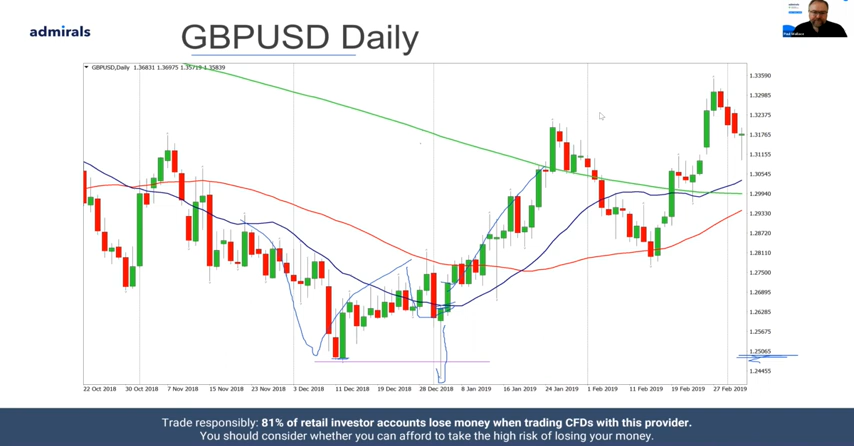 admirals
GBPUSD Daily
Paul Wallace
GBPUSD,Daily 1.36831 1.36975 1.35719 1.35839
1.33590
1.32985
1.32375
1.31765
1.31155
1.30545
1.29940
1.29330
1.28720
1.28110
1.27500
1.26895
1.26285
1.25675
1.25065
1.24455
22 Oct 2018 30 Oct 2018 7 Nov 2018 15 Nov 2018 23 Nov 2018 3 Dec 2018 11 Dec 2018 19 Dec 2018 28 Dec 2018 8 Jan 2019 16 Jan 2019 24 Jan 2019 1 Feb 2019 11 Feb 2019 19 Feb 2019 27 Feb 2019
Trade responsibly: 81% of retail investor accounts lose money when trading CFDs with this provider.
You should consider whether you can afford to take the high risk of losing your money.